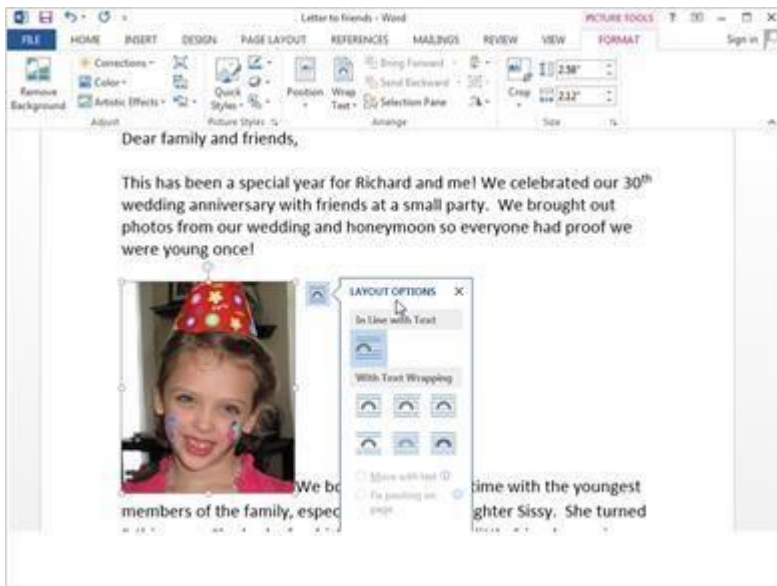 Letter to friends - Word
PICTURE TOOLS
FILE HOME INSERT DESIGN PAGE LAYOUT REFERENCES MAILINGS REVIEW VIEW FORMAT Sign in
Remove Background
Corrections
Color
Artistic Effects
Adjust
Quick Styles
Picture Styles
Position
Wrap Text
Bring Forward
Send Backward
Selection Pane
Arrange
Crop
2.58"
2.12"
Size
Dear family and friends,
This has been a special year for Richard and me! We celebrated our 30th
wedding anniversary with friends at a small party. We brought out
photos from our wedding and honeymoon so everyone had proof we
were young once!
LAYOUT OPTIONS
In Line with Text
With Text Wrapping
Move with text
Fix position on
page
We bo time with the youngest
members of the family, espec ghter Sissy. She turned